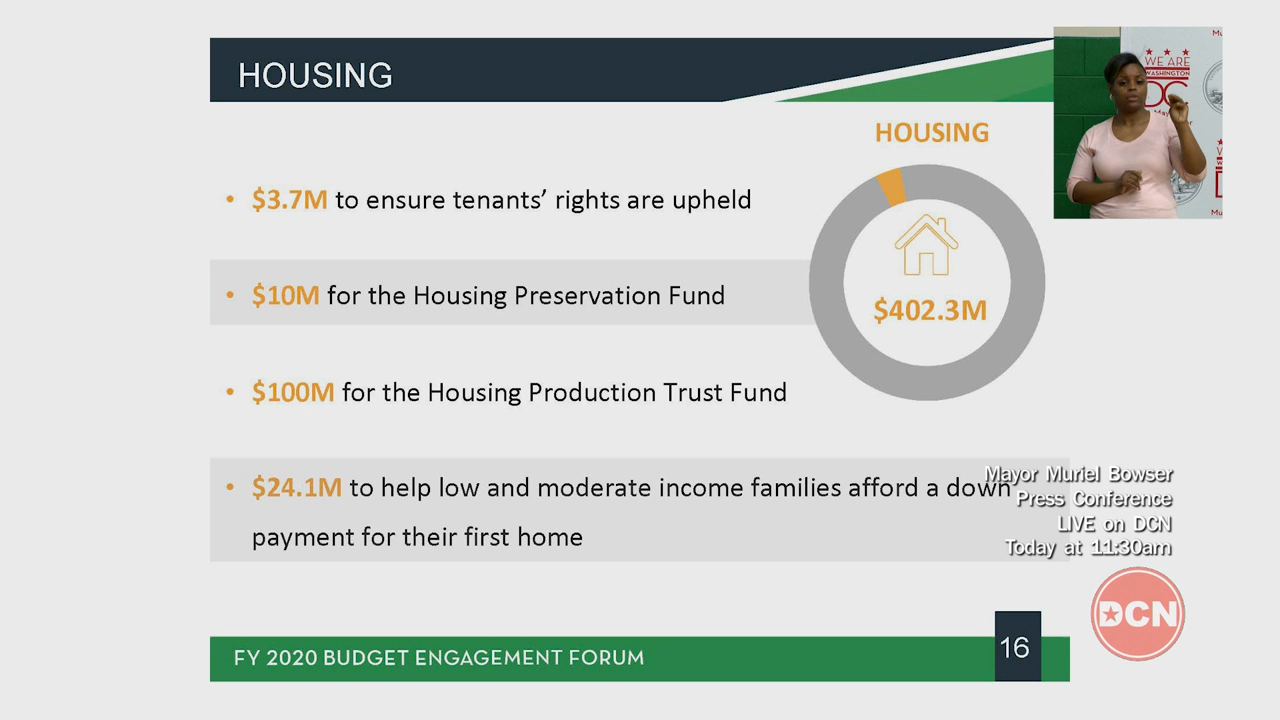 HOUSING
HOUSING
• $3.7M to ensure tenants’ rights are upheld
• $10M for the Housing Preservation Fund
$402.3M
• $100M for the Housing Production Trust Fund
• $24.1M to help low and moderate income families afford a down
payment for their first home
Mayor Muriel Bowser
Press Conference
LIVE on DCN
Today at 11:30am
DCN
FY 2020 BUDGET ENGAGEMENT FORUM
16
WE ARE
WASHINGTON
DC